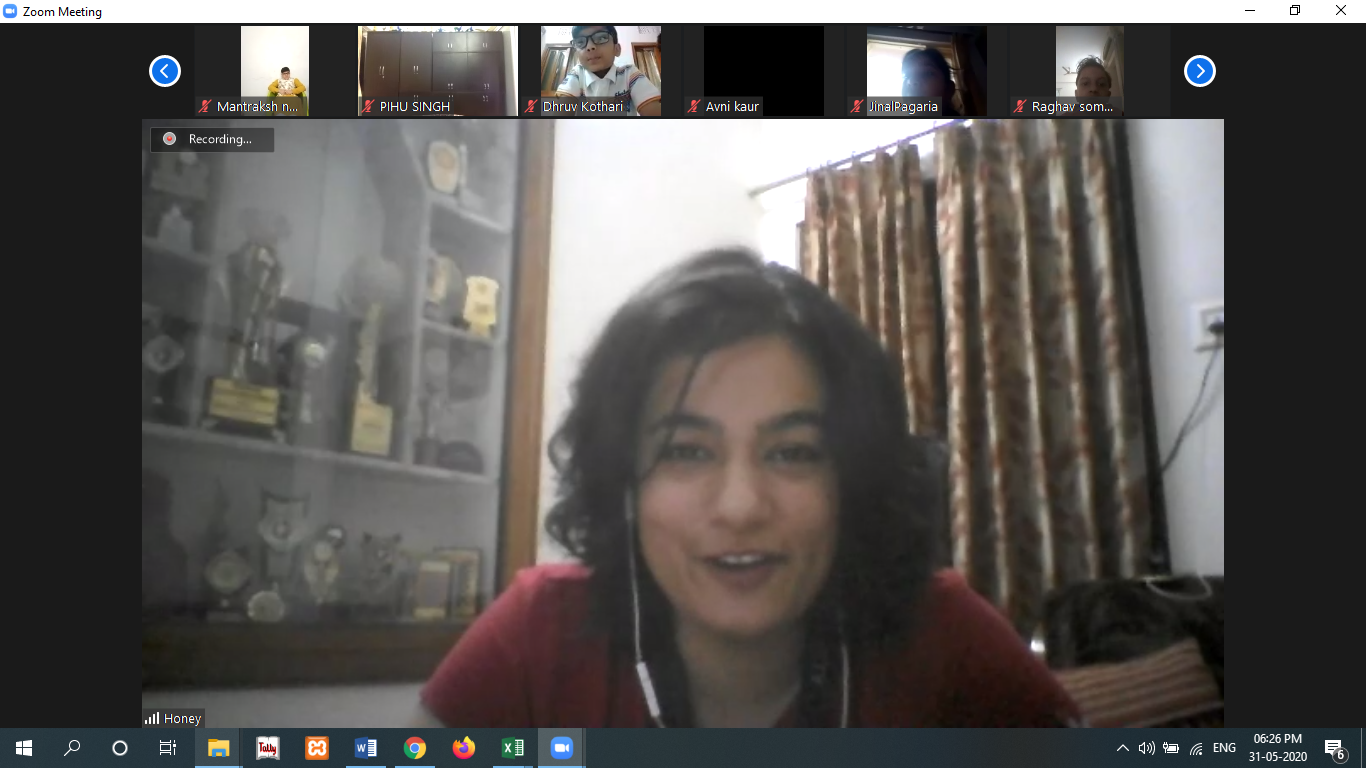 Zoom Meeting
Mantraksh n...
PIHU SINGH
Dhruv Kothari
Avni kaur
JinalPagaria
Raghav som...
Recording...
Honey
Tally
W
X
ENG
06:26 PM
31-05-2020
6